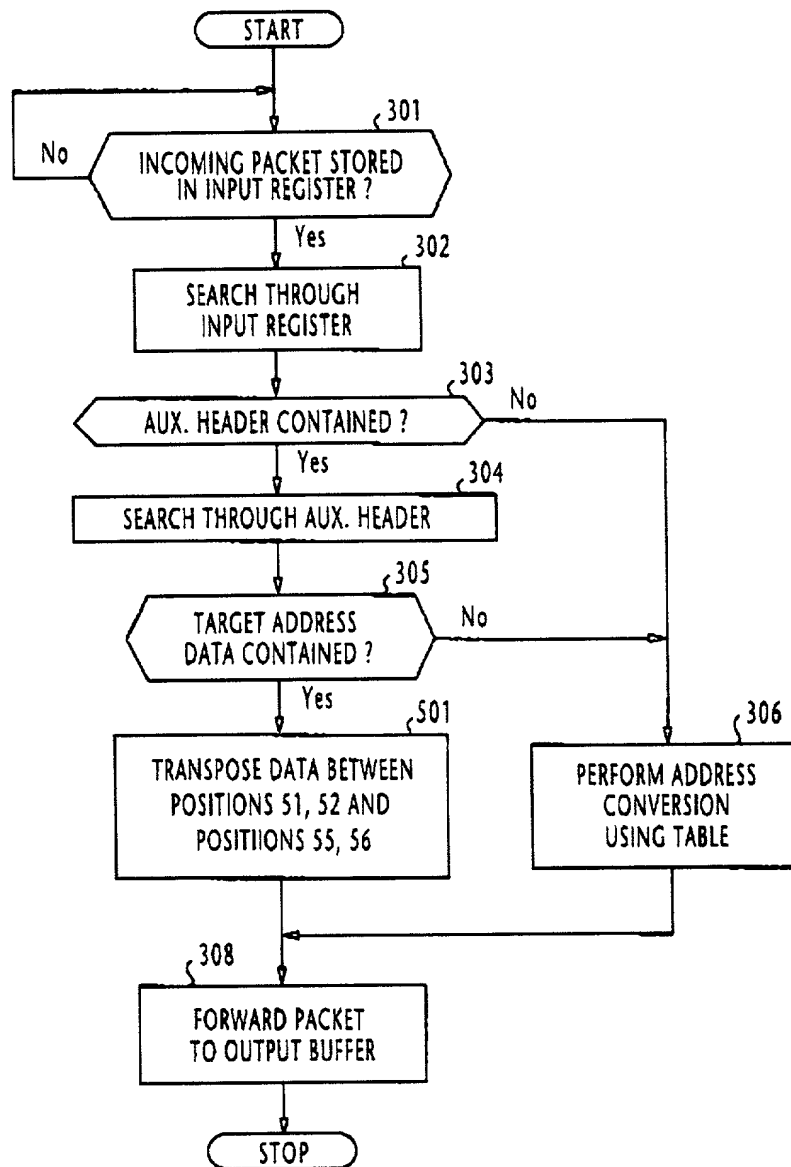 START
301
No
INCOMING PACKET STORED
IN INPUT REGISTER ?
Yes
302
SEARCH THROUGH
INPUT REGISTER
303
No
AUX. HEADER CONTAINED ?
Yes
304
SEARCH THROUGH AUX. HEADER
305
TARGET ADDRESS
DATA CONTAINED ?
No
Yes
501
TRANSPOSE DATA BETWEEN
POSITIONS 51, 52 AND
POSITIIONS 55, 56
306
PERFORM ADDRESS
CONVERSION
USING TABLE
308
FORWARD PACKET
TO OUTPUT BUFFER
STOP